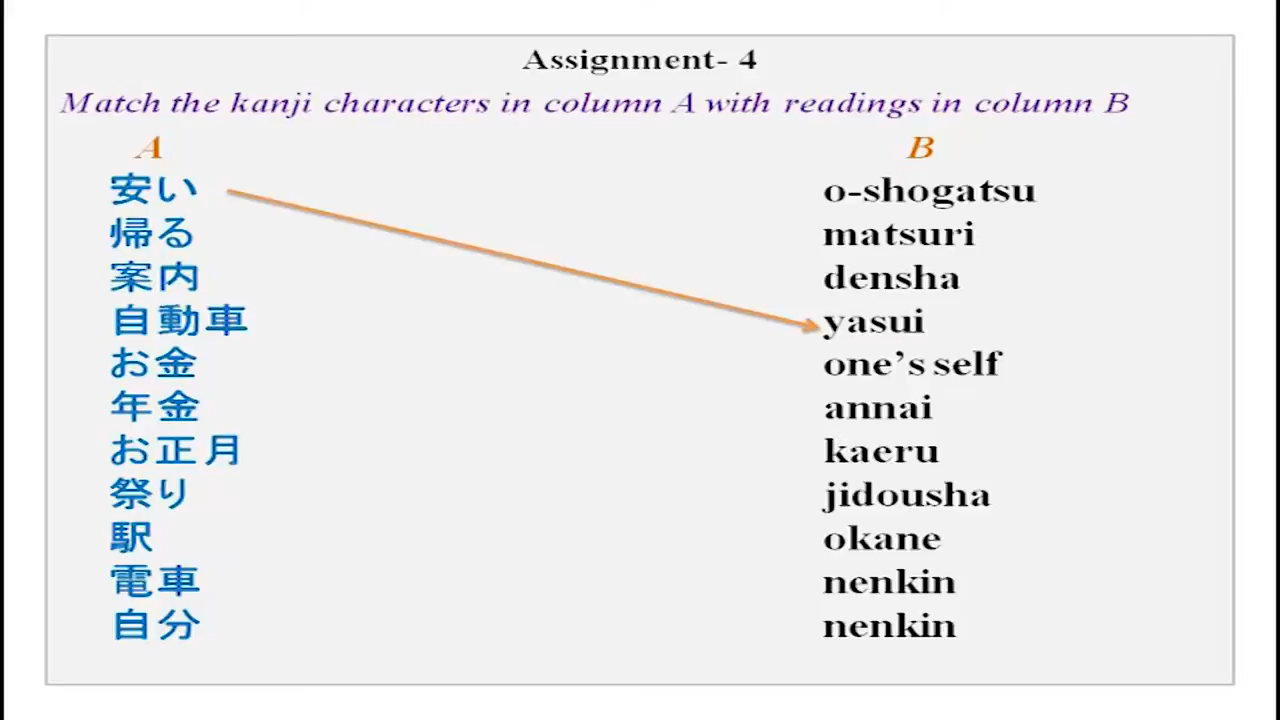 Assignment- 4
Match the kanji characters in column A with readings in column B
A B
安い o-shogatsu
帰る matsuri
案内 densha
自動車 yasui
お金 one's self
年金 annai
お正月 kaeru
祭り jidousha
駅 okane
電車 nenkin
自分 nenkin